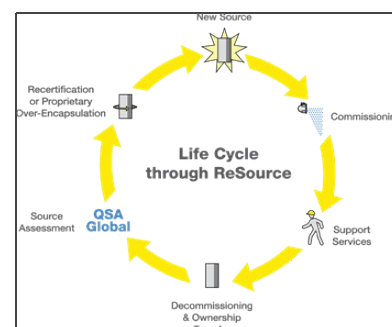 New Source
Recertification
or Proprietary
Over-Encapsulation
Commissionin
Life Cycle
through ReSource
Source
Assessment
QSA
Global
Support
Services
Decommissioning
& Ownership